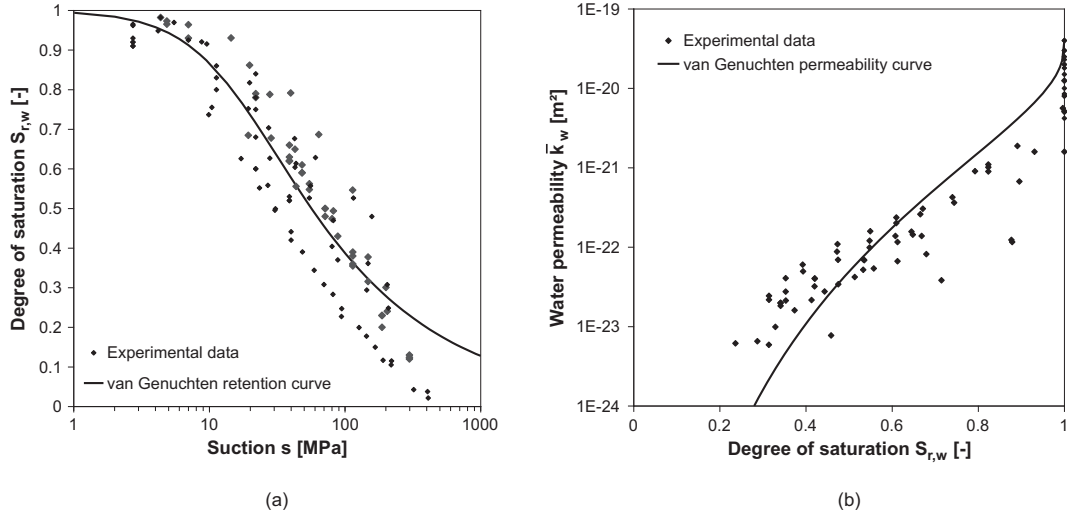 1
0.9
0.8
0.7
0.6
0.5
0.4
0.3
0.2
0.1
0
Degree of saturation Sr,w [-]
Experimental data
van Genuchten retention curve
1 10 100 1000
Suction s [MPa]
(a)
1E-19
1E-20
1E-21
1E-22
1E-23
1E-24
Water permeability k̄w [m²]
Experimental data
van Genuchten permeability curve
0 0.2 0.4 0.6 0.8 1
Degree of saturation Sr,w [-]
(b)